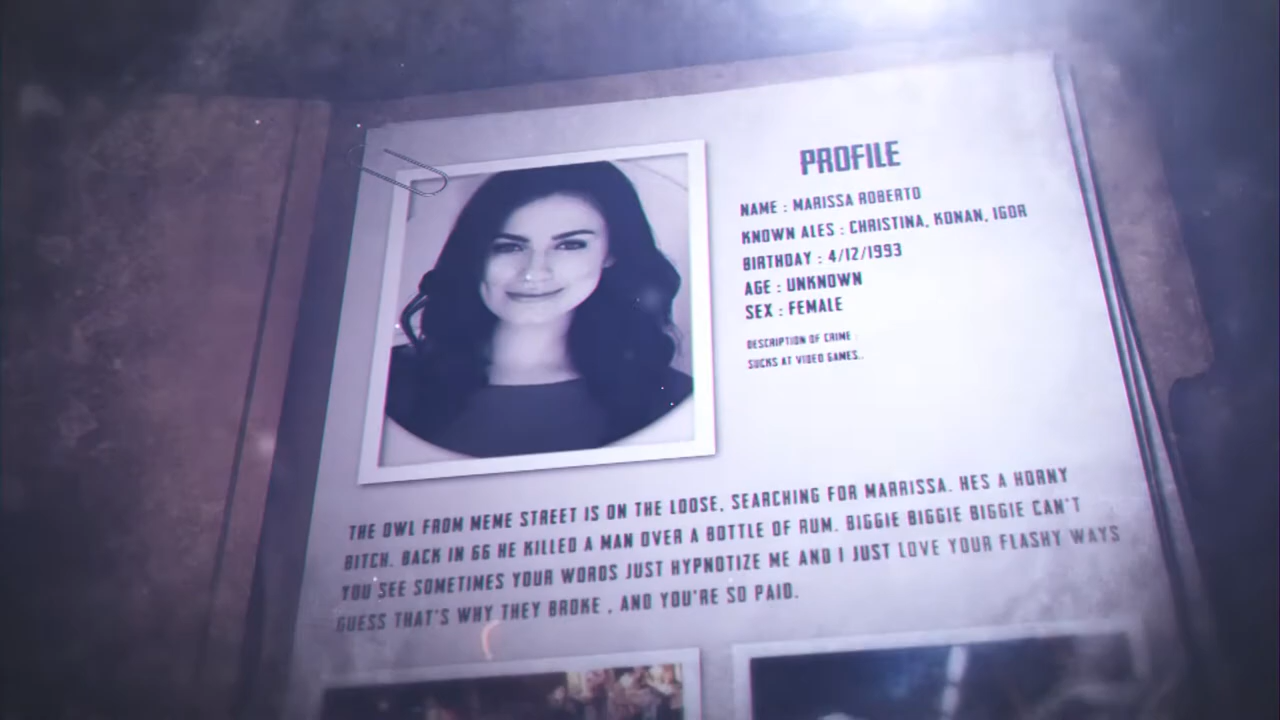 PROFILE
NAME : MARISSA ROBERTO
KNOWN ALES : CHRISTINA, KONAN, IGOR
BIRTHDAY : 4/12/1993
AGE : UNKNOWN
SEX : FEMALE
DESCRIPTION OF CRIME :
SUCKS AT VIDEO GAMES..
THE OWL FROM MEME STREET IS ON THE LOOSE, SEARCHING FOR MARRISSA. HES A HORNY
BITCH. BACK IN 66 HE KILLED A MAN OVER A BOTTLE OF RUM. BIGGIE BIGGIE BIGGIE CAN'T
YOU SEE SOMETIMES YOUR WORDS JUST HYPNOTIZE ME AND I JUST LOVE YOUR FLASHY WAYS
GUESS THAT'S WHY THEY BROKE , AND YOU'RE SO PAID.